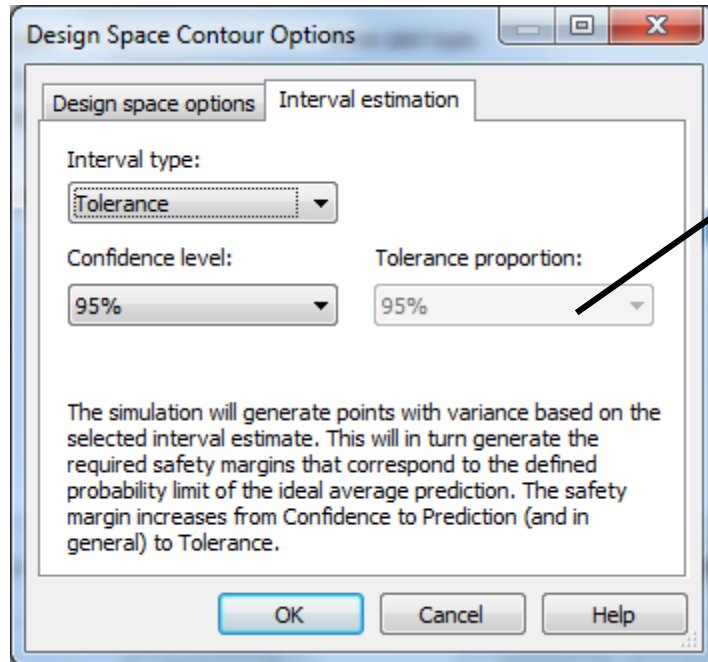 Design Space Contour Options
Design space options
Interval estimation
Interval type:
Tolerance
Confidence level:
Tolerance proportion:
95%
95%
The simulation will generate points with variance based on the
selected interval estimate. This will in turn generate the
required safety margins that correspond to the defined
probability limit of the ideal average prediction. The safety
margin increases from Confidence to Prediction (and in
general) to Tolerance.
OK
Cancel
Help